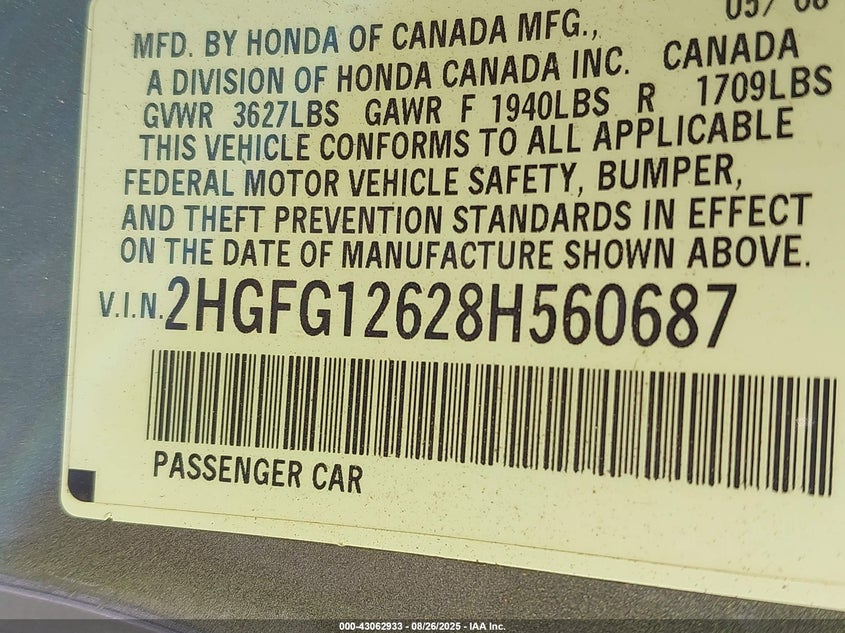 05/08
MFD. BY HONDA OF CANADA MFG.,
A DIVISION OF HONDA CANADA INC. CANADA
GVWR 3627LBS GAWR F 1940LBS R 1709LBS
THIS VEHICLE CONFORMS TO ALL APPLICABLE
FEDERAL MOTOR VEHICLE SAFETY, BUMPER,
AND THEFT PREVENTION STANDARDS IN EFFECT
ON THE DATE OF MANUFACTURE SHOWN ABOVE.
V.I.N. 2HGFG12628H560687
PASSENGER CAR
000-43062933 - 08/26/2025 - IAA Inc.